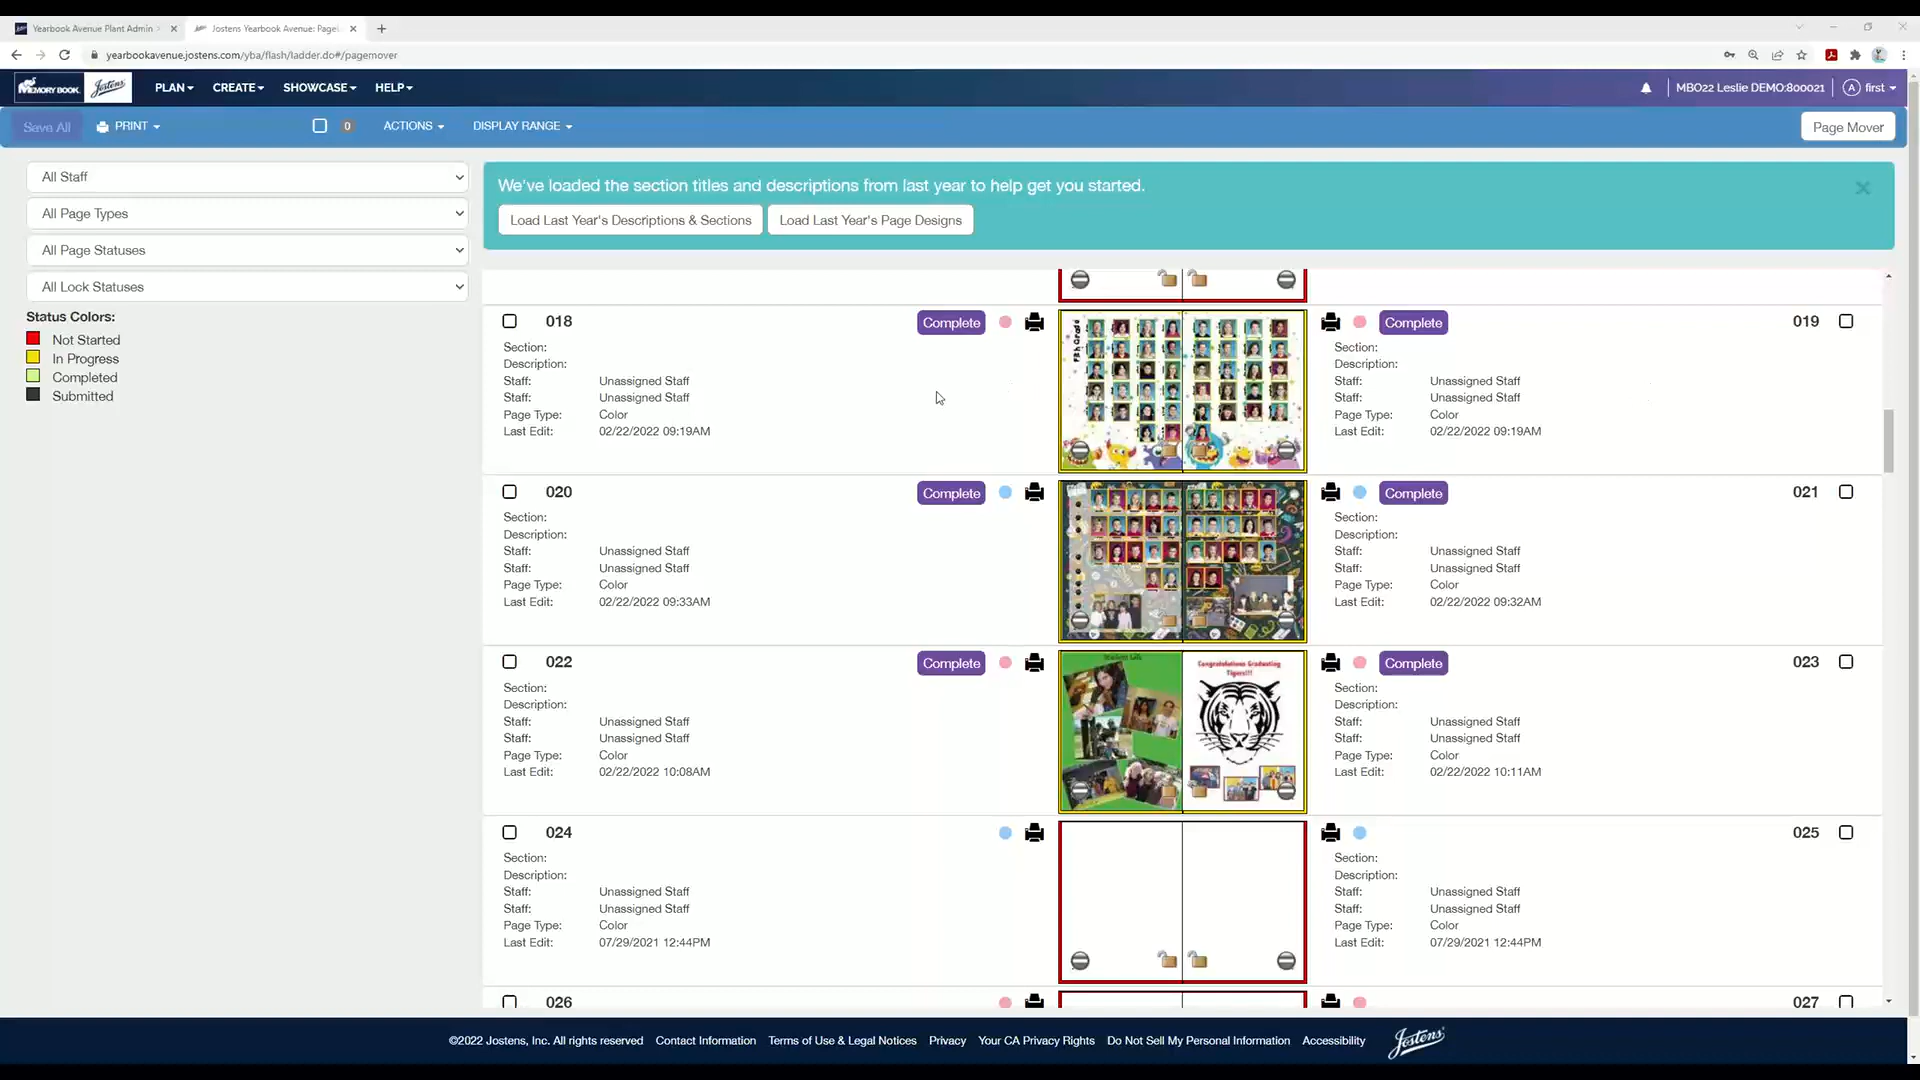 Yearbook Avenue Plant Admin
Jostens Yearbook Avenue: Page
yearbookavenue.jostens.com/yba/flash/ladder.do#/pagemover
MEMORY BOOK. Jostens PLAN CREATE SHOWCASE HELP MBO22 Leslie DEMO:800021 A first
Save All PRINT 0 ACTIONS DISPLAY RANGE Page Mover
All Staff
All Page Types
All Page Statuses
All Lock Statuses
Status Colors:
Not Started
In Progress
Completed
Submitted
We've loaded the section titles and descriptions from last year to help get you started.
Load Last Year's Descriptions & Sections Load Last Year's Page Designs
018 Complete Complete 019
Section: Section:
Description: Description:
Staff: Unassigned Staff Staff: Unassigned Staff
Staff: Unassigned Staff Staff: Unassigned Staff
Page Type: Color Page Type: Color
Last Edit: 02/22/2022 09:19AM Last Edit: 02/22/2022 09:19AM
Fifth Grade
020 Complete Complete 021
Section: Section:
Description: Description:
Staff: Unassigned Staff Staff: Unassigned Staff
Staff: Unassigned Staff Staff: Unassigned Staff
Page Type: Color Page Type: Color
Last Edit: 02/22/2022 09:33AM Last Edit: 02/22/2022 09:32AM
022 Complete Complete 023
Section: Section:
Description: Description:
Staff: Unassigned Staff Staff: Unassigned Staff
Staff: Unassigned Staff Staff: Unassigned Staff
Page Type: Color Page Type: Color
Last Edit: 02/22/2022 10:08AM Last Edit: 02/22/2022 10:11AM
Student Life
Congratulations Graduating
Tigers!!!
024 025
Section: Section:
Description: Description:
Staff: Unassigned Staff Staff: Unassigned Staff
Staff: Unassigned Staff Staff: Unassigned Staff
Page Type: Color Page Type: Color
Last Edit: 07/29/2021 12:44PM Last Edit: 07/29/2021 12:44PM
026 027
©2022 Jostens, Inc. All rights reserved Contact Information Terms of Use & Legal Notices Privacy Your CA Privacy Rights Do Not Sell My Personal Information Accessibility Jostens